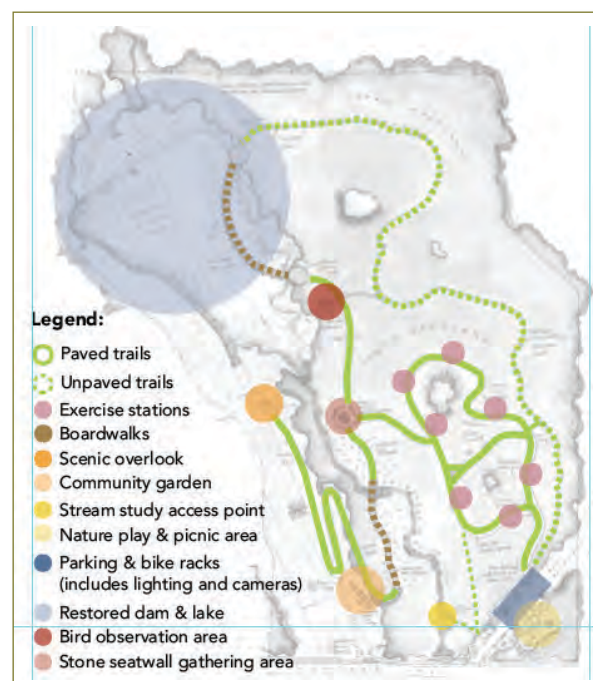 Legend:
Paved trails
Unpaved trails
Exercise stations
Boardwalks
Scenic overlook
Community garden
Stream study access point
Nature play & picnic area
Parking & bike racks
(includes lighting and cameras)
Restored dam & lake
Bird observation area
Stone seatwall gathering area